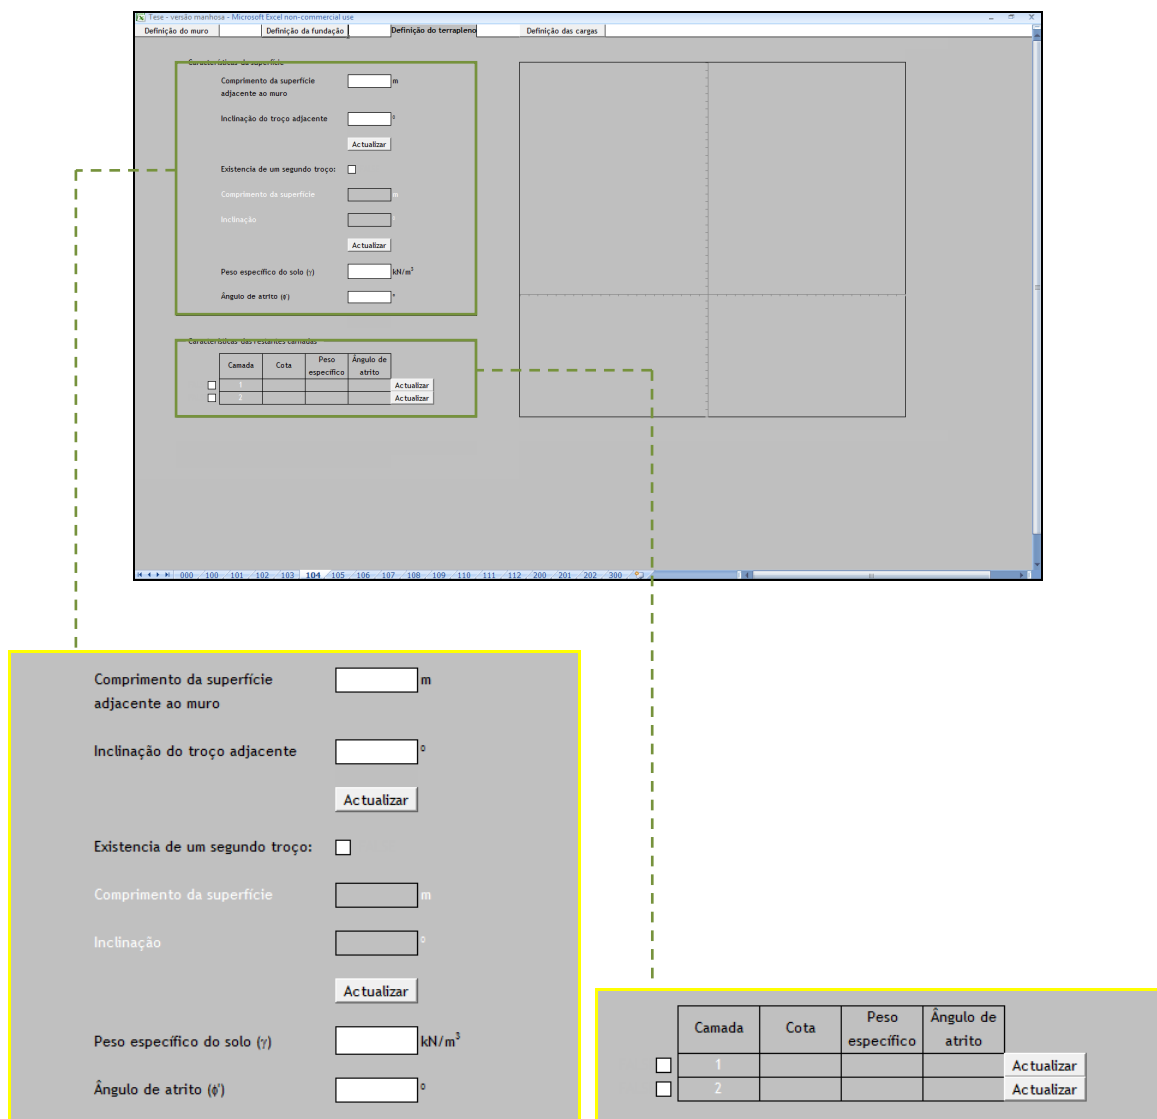 Tese - versão manhosa - Microsoft Excel non-commercial use
Definição do muro
Definição da fundação
Definição do terrapleno
Definição das cargas
Características da superfície
Comprimento da superfície
adjacente ao muro
m
Inclinação do troço adjacente
º
Actualizar
Existencia de um segundo troço:
Comprimento da superfície
m
Inclinação
º
Actualizar
Peso específico do solo (γ)
kN/m³
Ângulo de atrito (ϕ')
º
Características das restantes camadas
Camada Cota Peso específico Ângulo de atrito
1 Actualizar
2 Actualizar
000 100 101 102 103 104 105 106 107 108 109 110 111 112 200 201 202 300
Comprimento da superfície
adjacente ao muro
m
Inclinação do troço adjacente
º
Actualizar
Existencia de um segundo troço:
Comprimento da superfície
m
Inclinação
º
Actualizar
Peso específico do solo (γ)
kN/m³
Ângulo de atrito (ϕ')
º
Camada Cota Peso específico Ângulo de atrito
1 Actualizar
2 Actualizar